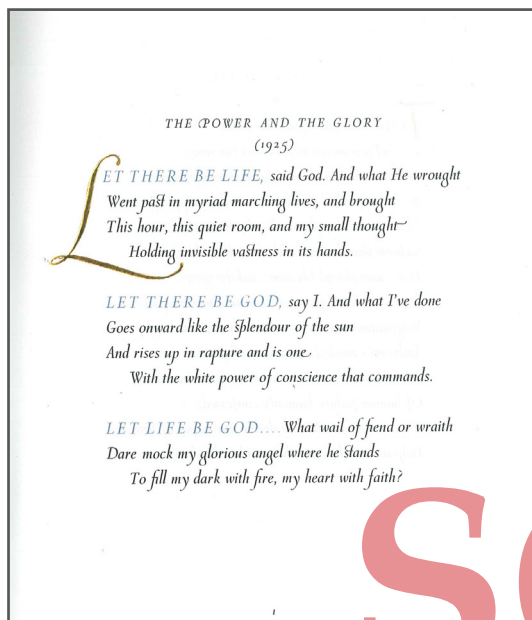 THE POWER AND THE GLORY
(1925)
LET THERE BE LIFE, said God. And what He wrought
Went past in myriad marching lives, and brought
This hour, this quiet room, and my small thought
Holding invisible vastness in its hands.
LET THERE BE GOD, say I. And what I've done
Goes onward like the splendour of the sun
And rises up in rapture and is one
With the white power of conscience that commands.
LET LIFE BE GOD.... What wail of fiend or wraith
Dare mock my glorious angel where he stands
To fill my dark with fire, my heart with faith?
1